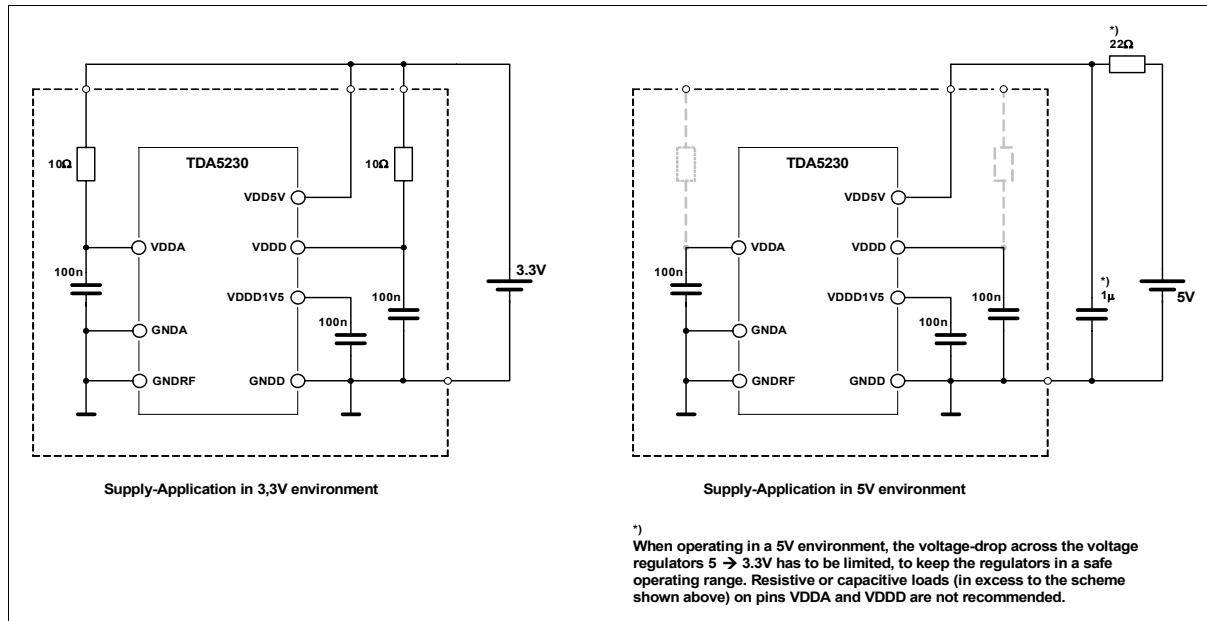 10Ω
TDA5230
10Ω
VDD5V
VDDA
VDDD
100n
VDDD1V5
100n
100n
3.3V
GNDA
GNDRF
GNDD
Supply-Application in 3,3V environment
*)
22Ω
TDA5230
VDD5V
VDDA
VDDD
100n
VDDD1V5
100n
100n
*)
1µ
5V
GNDA
GNDRF
GNDD
Supply-Application in 5V environment
*)
When operating in a 5V environment, the voltage-drop across the voltage
regulators 5 → 3.3V has to be limited, to keep the regulators in a safe
operating range. Resistive or capacitive loads (in excess to the scheme
shown above) on pins VDDA and VDDD are not recommended.